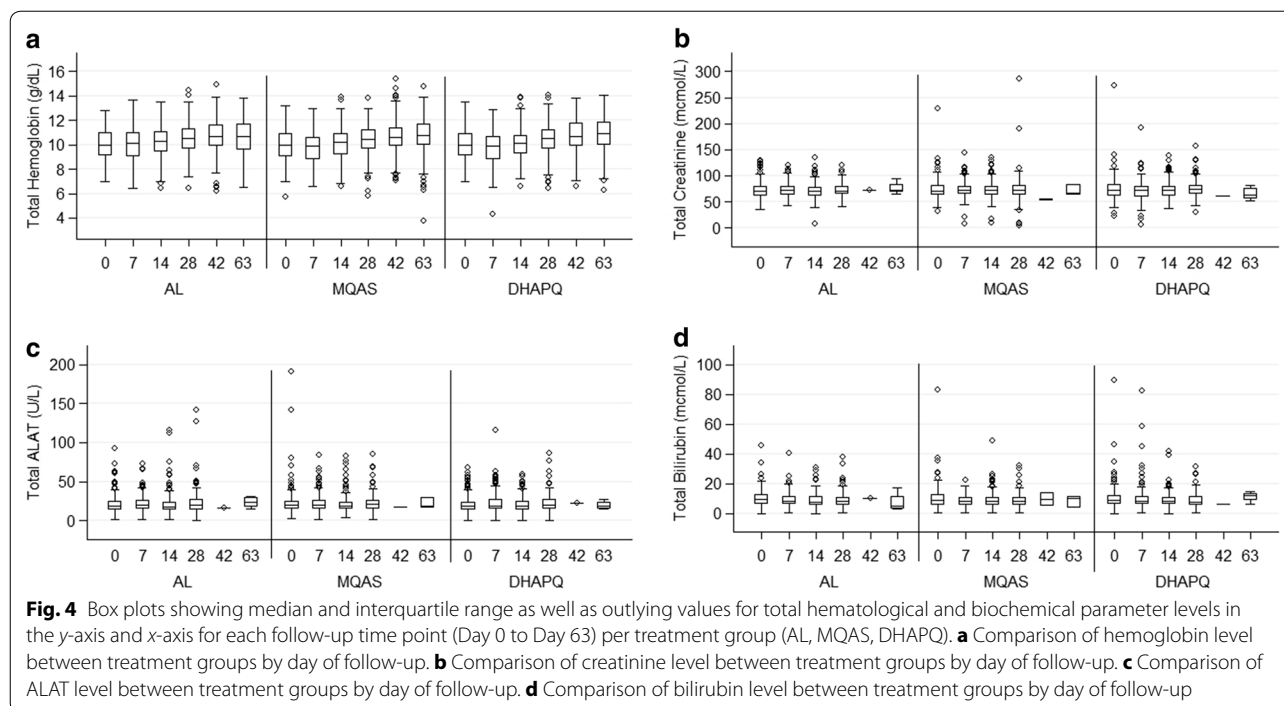 a
Total Hemoglobin (g/dL)
16
14
12
10
8
6
4
0 7 14 28 42 63 0 7 14 28 42 63 0 7 14 28 42 63
AL MQAS DHAPQ
b
Total Creatinine (mcmol/L)
300
250
200
150
100
50
0
0 7 14 28 42 63 0 7 14 28 42 63 0 7 14 28 42 63
AL MQAS DHAPQ
c
Total ALAT (U/L)
200
150
100
50
0
0 7 14 28 42 63 0 7 14 28 42 63 0 7 14 28 42 63
AL MQAS DHAPQ
d
Total Bilirubin (mcmol/L)
100
80
60
40
20
0
0 7 14 28 42 63 0 7 14 28 42 63 0 7 14 28 42 63
AL MQAS DHAPQ
Fig. 4 Box plots showing median and interquartile range as well as outlying values for total hematological and biochemical parameter levels in
the y-axis and x-axis for each follow-up time point (Day 0 to Day 63) per treatment group (AL, MQAS, DHAPQ). a Comparison of hemoglobin level
between treatment groups by day of follow-up. b Comparison of creatinine level between treatment groups by day of follow-up. c Comparison of
ALAT level between treatment groups by day of follow-up. d Comparison of bilirubin level between treatment groups by day of follow-up